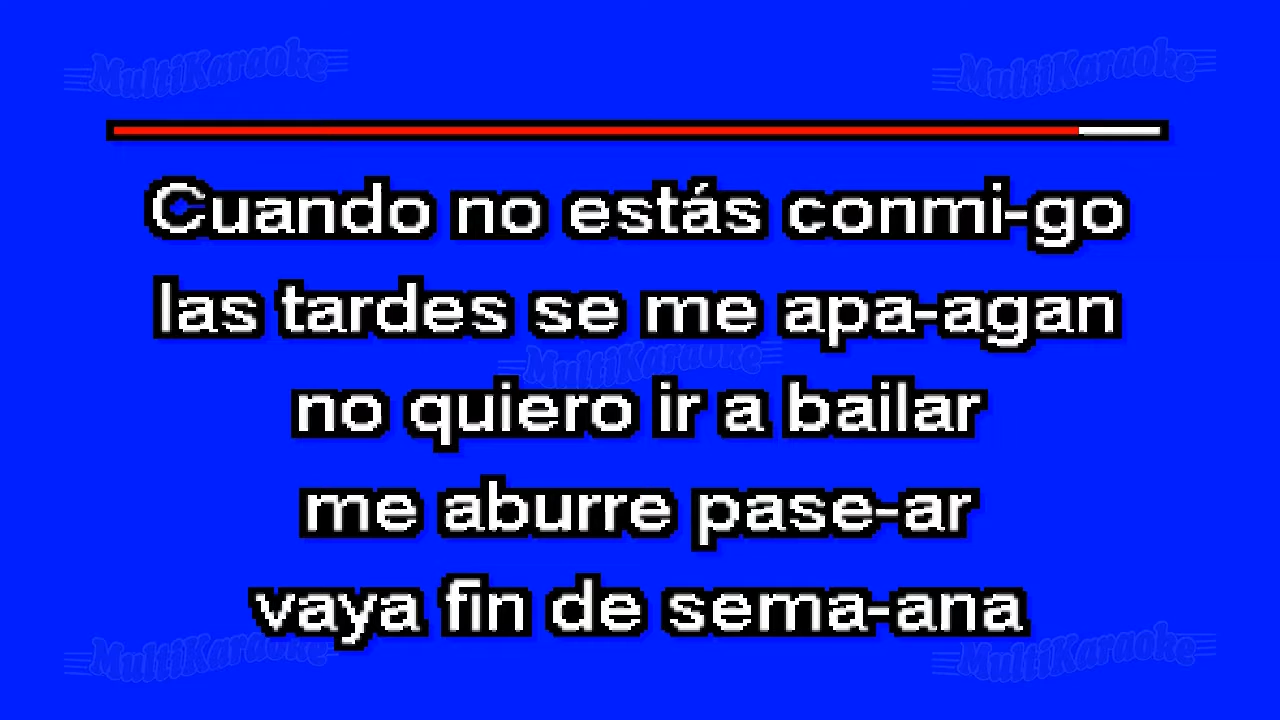 MultiKaraoke MultiKaraoke
Cuando no estás conmi-go
las tardes se me apa-agan
MultiKaraoke
no quiero ir a bailar
me aburre pase-ar
vaya fin de sema-ana
MultiKaraoke MultiKaraoke